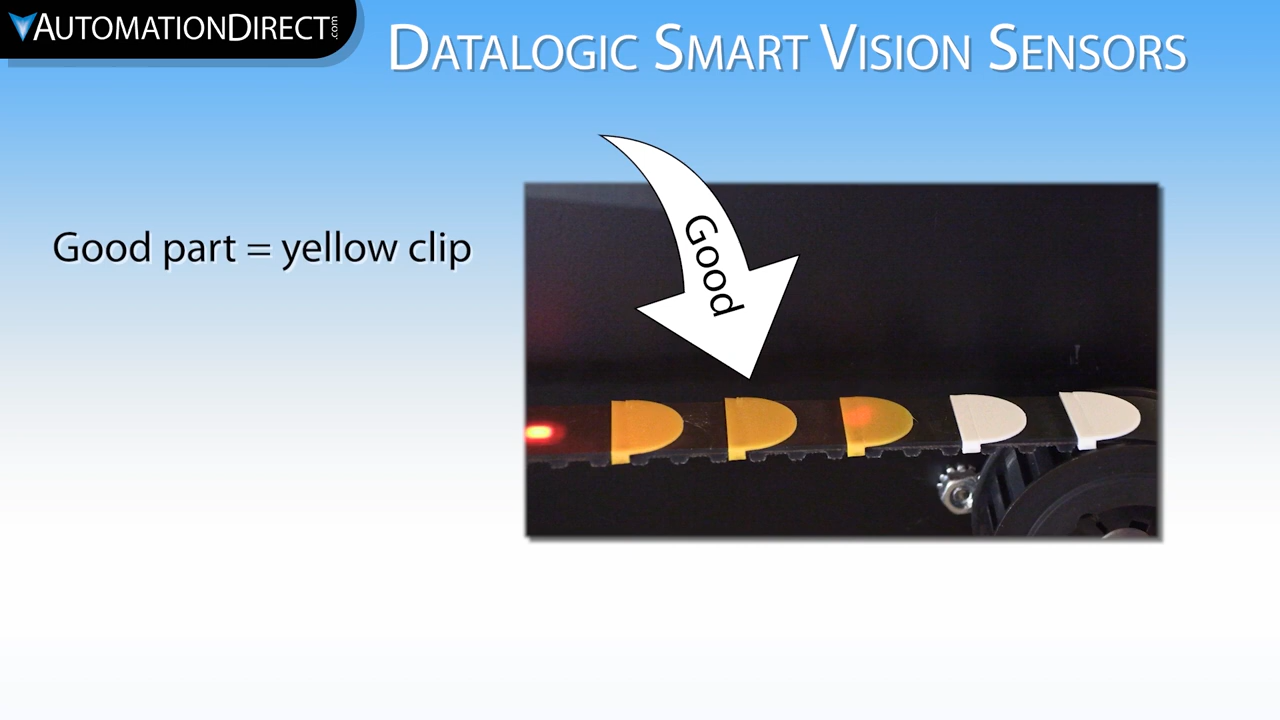 AUTOMATIONDIRECT.com
DATALOGIC SMART VISION SENSORS
Good
Good part = yellow clip